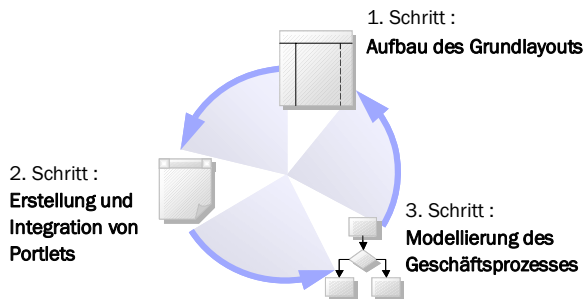 1. Schritt :
Aufbau des Grundlayouts
2. Schritt :
Erstellung und
Integration von
Portlets
3. Schritt :
Modellierung des
Geschäftsprozesses